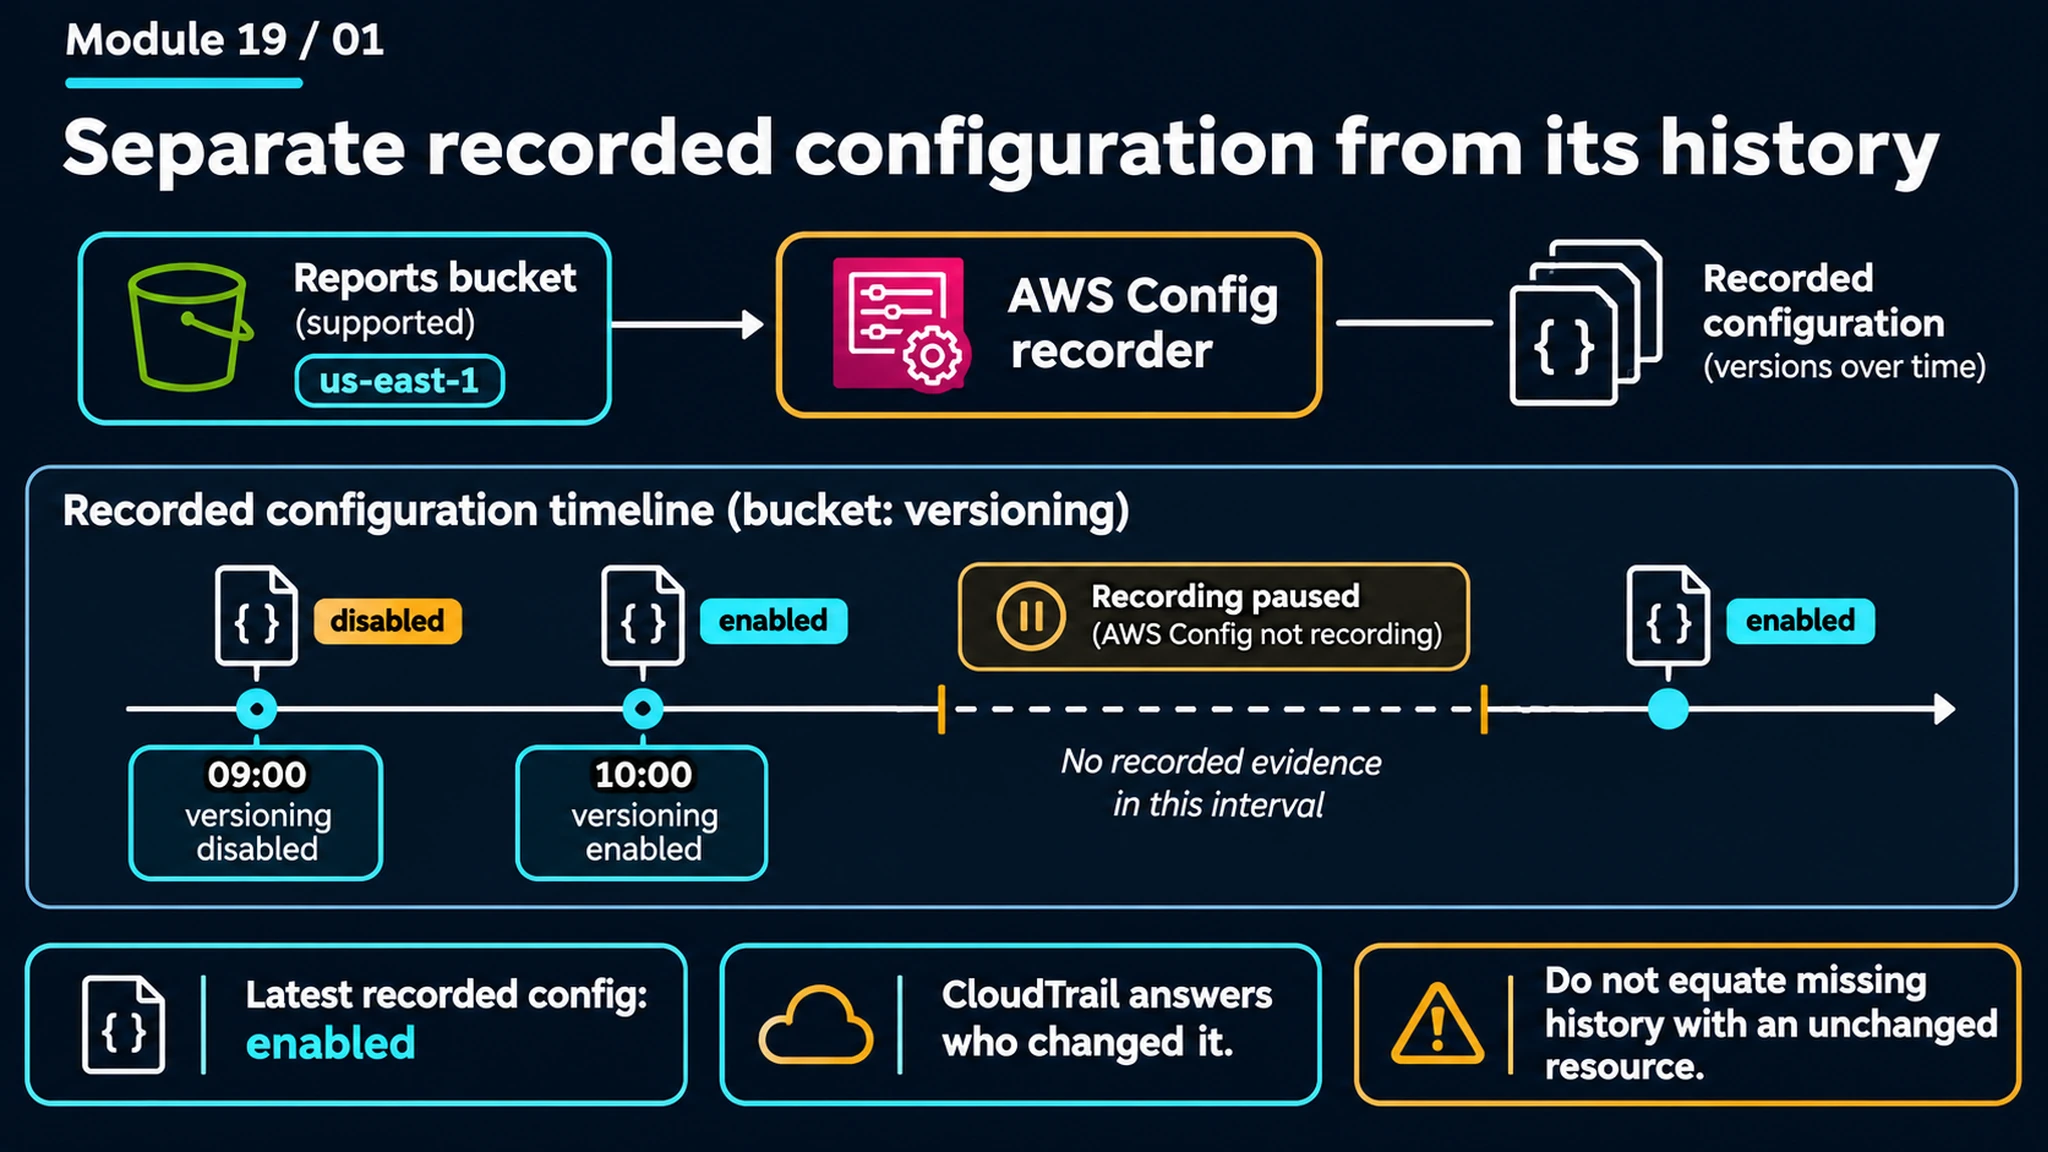 Module 19 / 01
Separate recorded configuration from its history
Reports bucket
(supported)
us-east-1
AWS Config
recorder
{ }
Recorded
configuration
(versions over time)
Recorded configuration timeline (bucket: versioning)
{ }
disabled
{ }
enabled
Recording paused
(AWS Config not recording)
{ }
enabled
09:00
versioning
disabled
10:00
versioning
enabled
No recorded evidence
in this interval
{ }
Latest recorded config:
enabled
CloudTrail answers
who changed it.
Do not equate missing
history with an unchanged
resource.